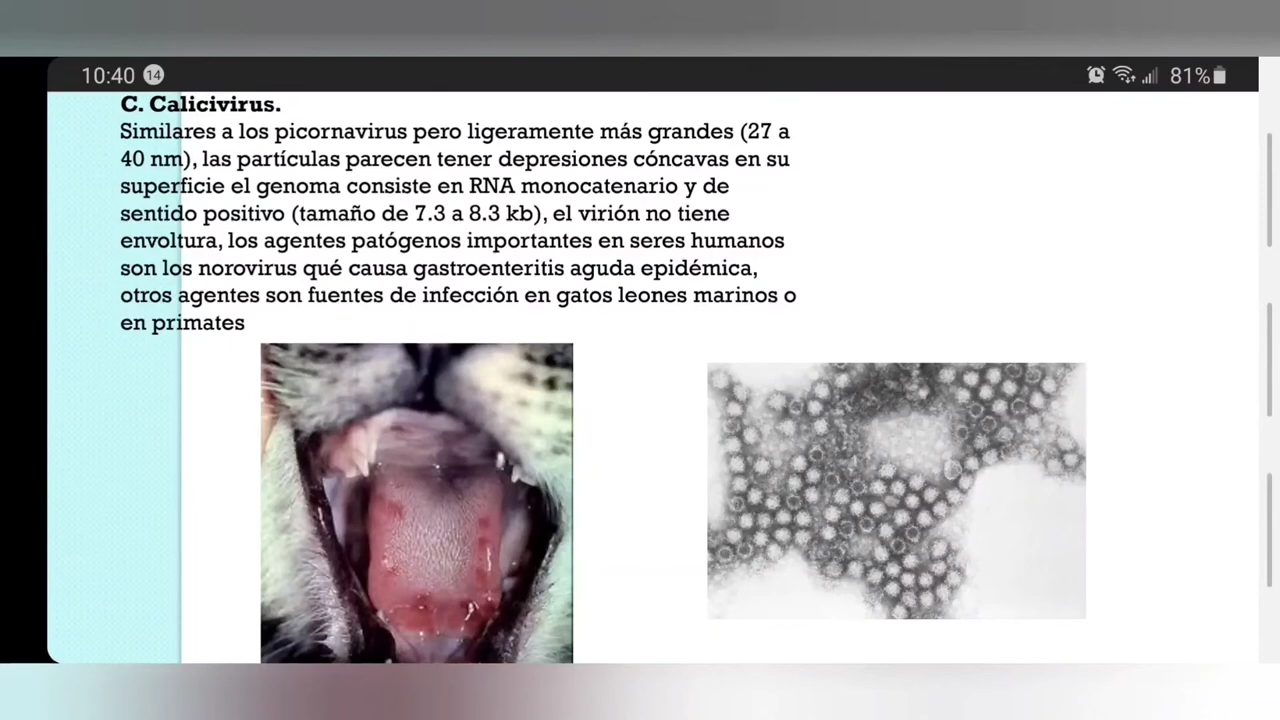 10:40 14 81%
C. Calicivirus.
Similares a los picornavirus pero ligeramente más grandes (27 a
40 nm), las partículas parecen tener depresiones cóncavas en su
superficie el genoma consiste en RNA monocatenario y de
sentido positivo (tamaño de 7.3 a 8.3 kb), el virión no tiene
envoltura, los agentes patógenos importantes en seres humanos
son los norovirus qué causa gastroenteritis aguda epidémica,
otros agentes son fuentes de infección en gatos leones marinos o
en primates